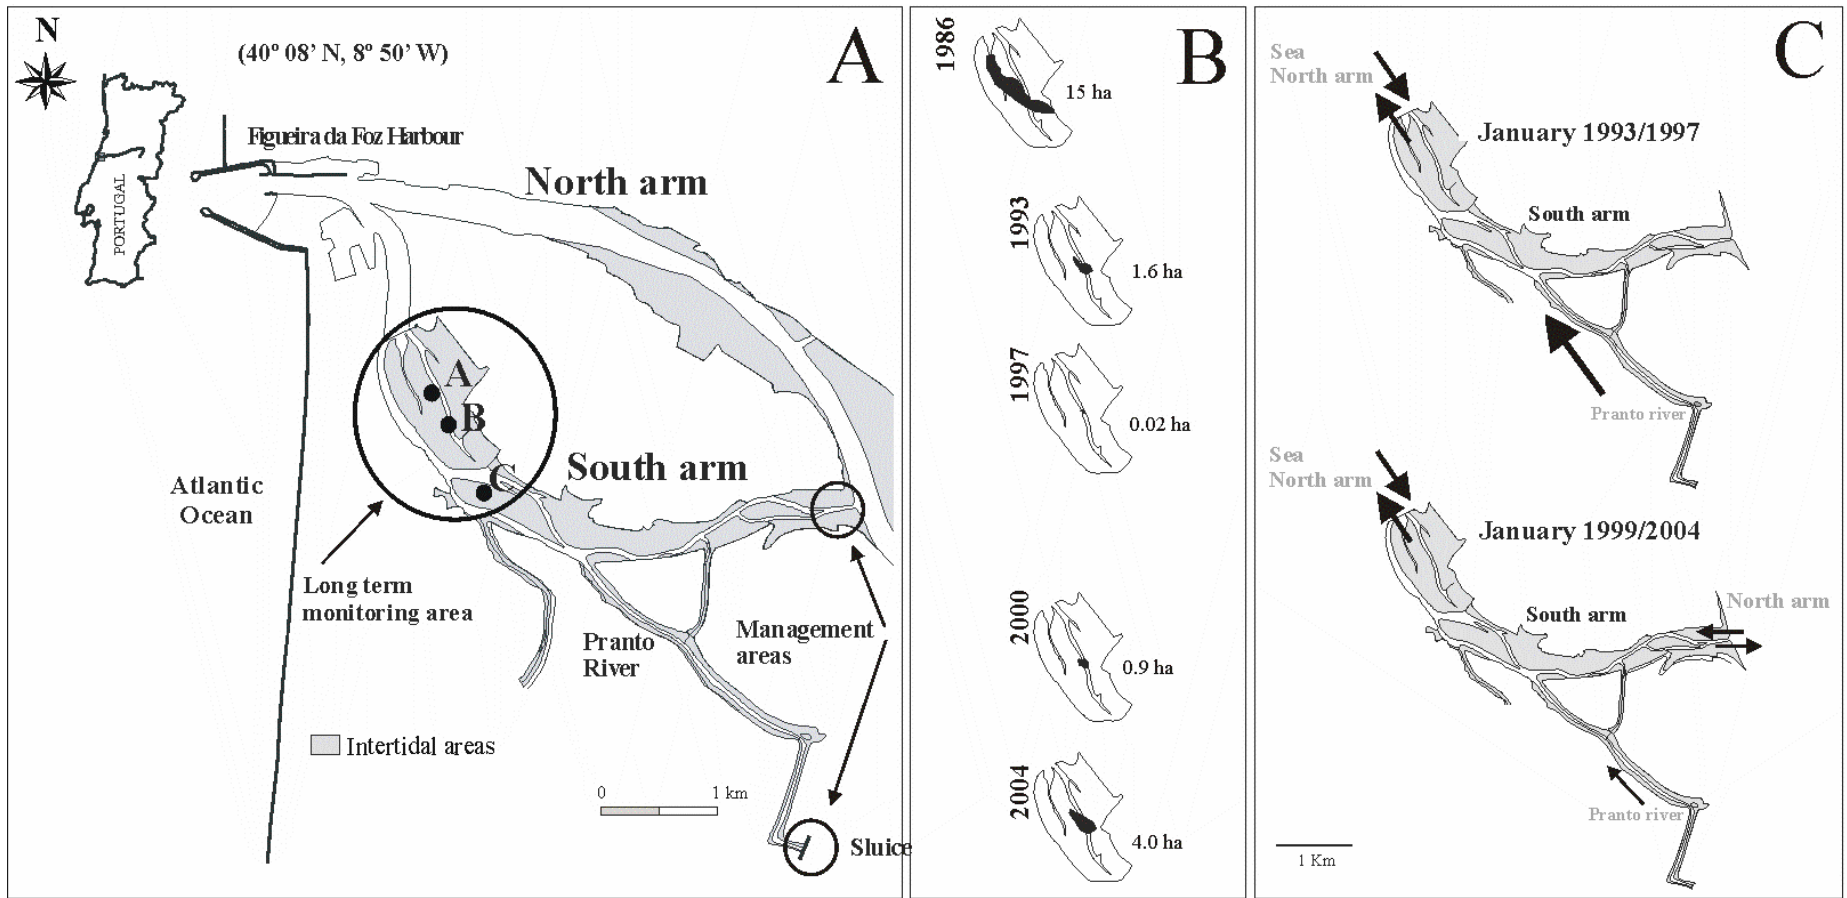 N
(40º 08’ N, 8º 50’ W)
A
PORTUGAL
Figueira da Foz Harbour
North arm
A
B
C
South arm
Atlantic
Ocean
Long term
monitoring area
Pranto
River
Management
areas
Intertidal areas
0 1 km
Sluice
B
1986
15 ha
1993
1.6 ha
1997
0.02 ha
2000
0.9 ha
2004
4.0 ha
C
Sea
North arm
January 1993/1997
South arm
Pranto river
Sea
North arm
January 1999/2004
South arm
North arm
Pranto river
1 Km